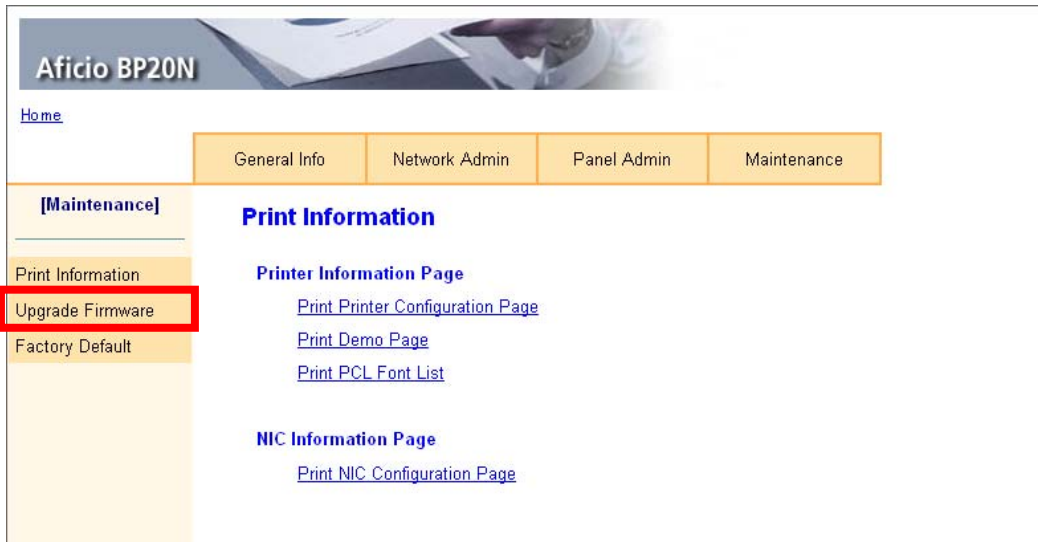 Aficio BP20N
Home
General Info Network Admin Panel Admin Maintenance
[Maintenance]
Print Information
Upgrade Firmware
Factory Default
Print Information
Printer Information Page
Print Printer Configuration Page
Print Demo Page
Print PCL Font List
NIC Information Page
Print NIC Configuration Page